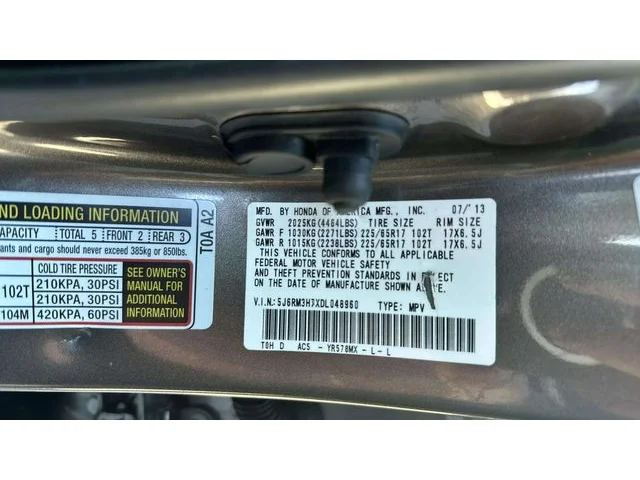 ND LOADING INFORMATION
APACITY TOTAL 5 FRONT 2 REAR 3
ants and cargo should never exceed 385kg or 850lbs.
COLD TIRE PRESSURE
102T 210KPA, 30PSI
210KPA, 30PSI
104M 420KPA, 60PSI
SEE OWNER'S
MANUAL FOR
ADDITIONAL
INFORMATION
TOA A2
MFD. BY HONDA OF AMERICA MFG., INC. 07/'13
GVWR 2025KG(4464LBS) TIRE SIZE RIM SIZE
GAWR F 1030KG(2271LBS) 225/65R17 102T 17X6.5J
GAWR R 1015KG(2238LBS) 225/65R17 102T 17X6.5J
THIS VEHICLE CONFORMS TO ALL APPLICABLE
FEDERAL MOTOR VEHICLE SAFETY
AND THEFT PREVENTION STANDARDS IN EFFECT
ON THE DATE OF MANUFACTURE SHOWN ABOVE.
V.I.N: 5J6RM3H7XDL046960 TYPE: MPV
TOH D AC5 - YR578MX - L - L